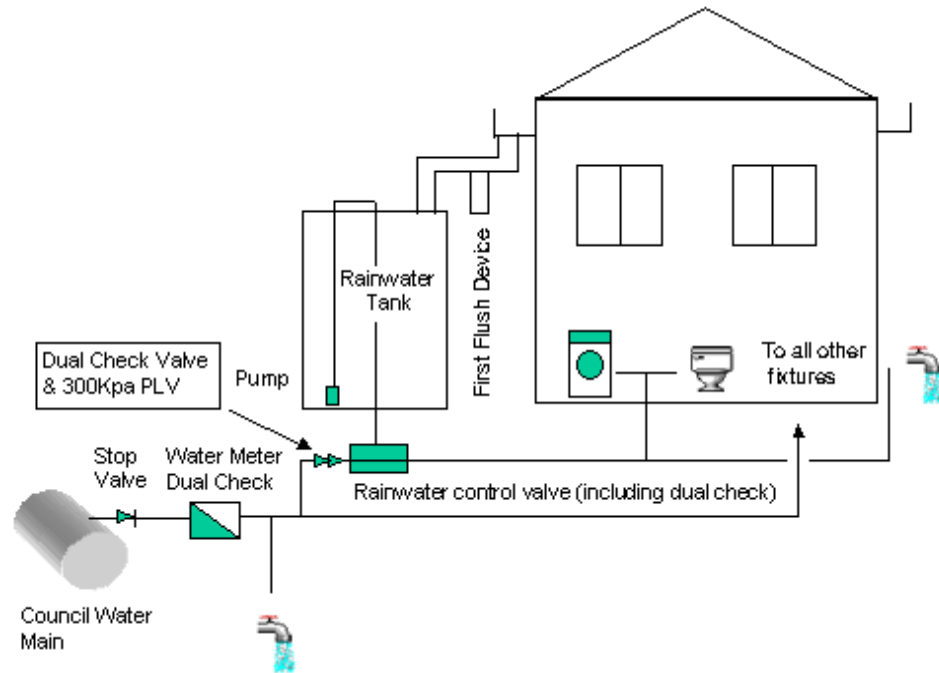 Rainwater
Tank
First Flush Device
Dual Check Valve
& 300Kpa PLV
Pump
To all other
fixtures
Stop
Valve
Water Meter
Dual Check
Rainwater control valve (including dual check)
Council Water
Main